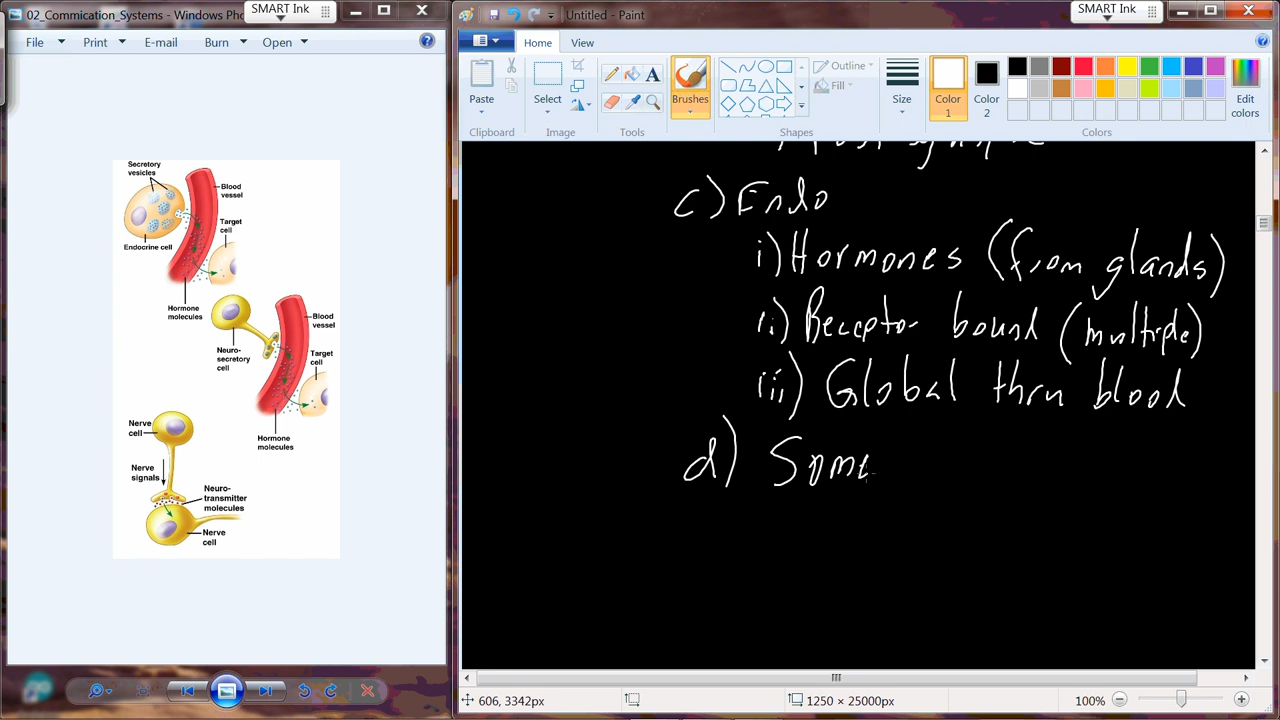 02_Commication_Systems - Windows Pho
SMART Ink
File Print E-mail Burn Open
Secretory
vesicles
Blood
vessel
Target
cell
Endocrine cell
Hormone
molecules
Blood
vessel
Neuro-
secretory
cell
Target
cell
Hormone
molecules
Nerve
cell
Nerve
signals
Neuro-
transmitter
molecules
Nerve
cell
Untitled - Paint
SMART Ink
Home View
Paste
Select
Brushes
Outline
Fill
Size
Color
1
Color
2
Edit
colors
Clipboard Image Tools Shapes Colors
c) Endo
i) Hormones (from glands)
ii) Receptor bound (multiple)
iii) Global thru blood
d) Some
606, 3342px
1250 × 25000px
100%